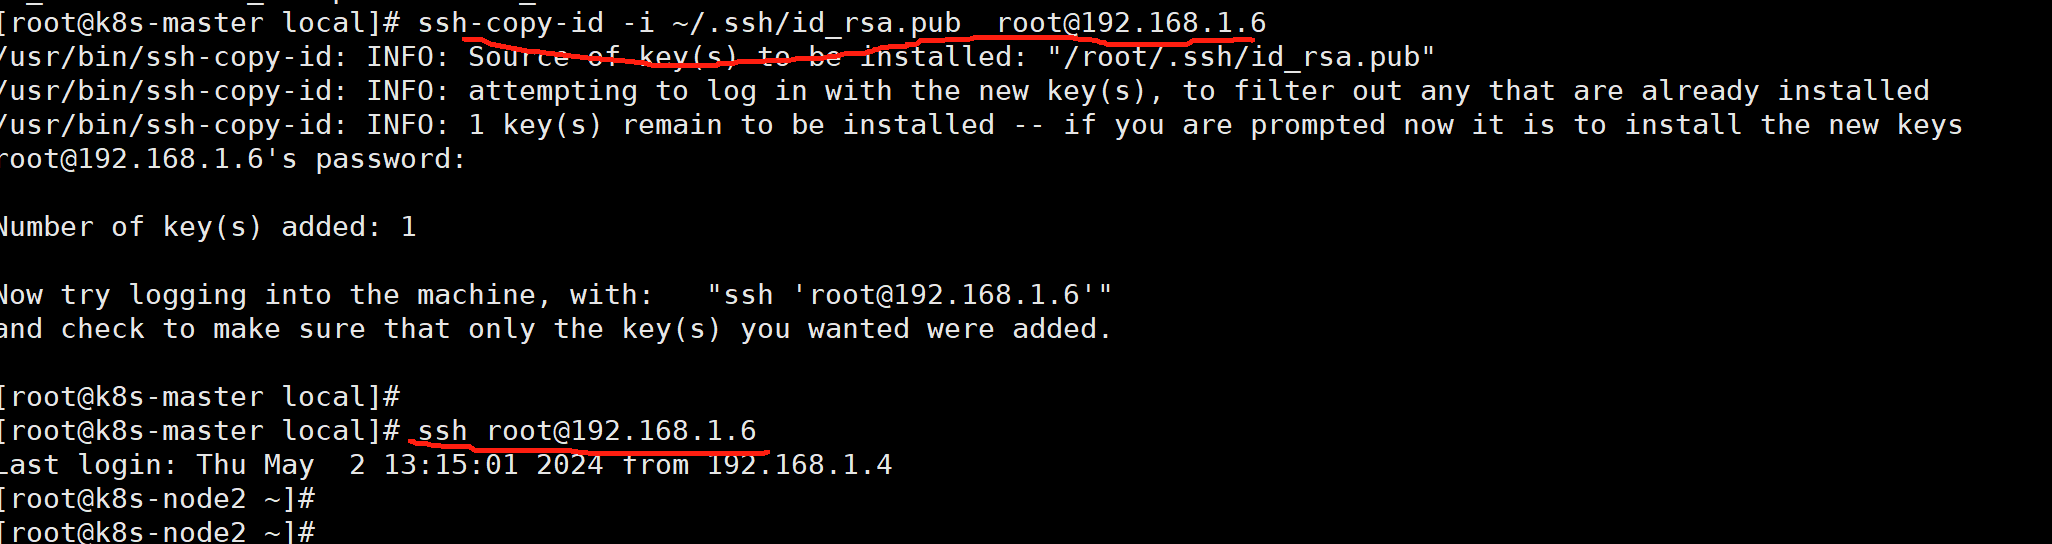 [root@k8s-master local]# ssh-copy-id -i ~/.ssh/id_rsa.pub  root@192.168.1.6
/usr/bin/ssh-copy-id: INFO: Source of key(s) to be installed: "/root/.ssh/id_rsa.pub"
/usr/bin/ssh-copy-id: INFO: attempting to log in with the new key(s), to filter out any that are already installed
/usr/bin/ssh-copy-id: INFO: 1 key(s) remain to be installed -- if you are prompted now it is to install the new keys
root@192.168.1.6's password:
Number of key(s) added: 1
Now try logging into the machine, with:   "ssh 'root@192.168.1.6'"
and check to make sure that only the key(s) you wanted were added.
[root@k8s-master local]#
[root@k8s-master local]# ssh root@192.168.1.6
Last login: Thu May  2 13:15:01 2024 from 192.168.1.4
[root@k8s-node2 ~]#
[root@k8s-node2 ~]#